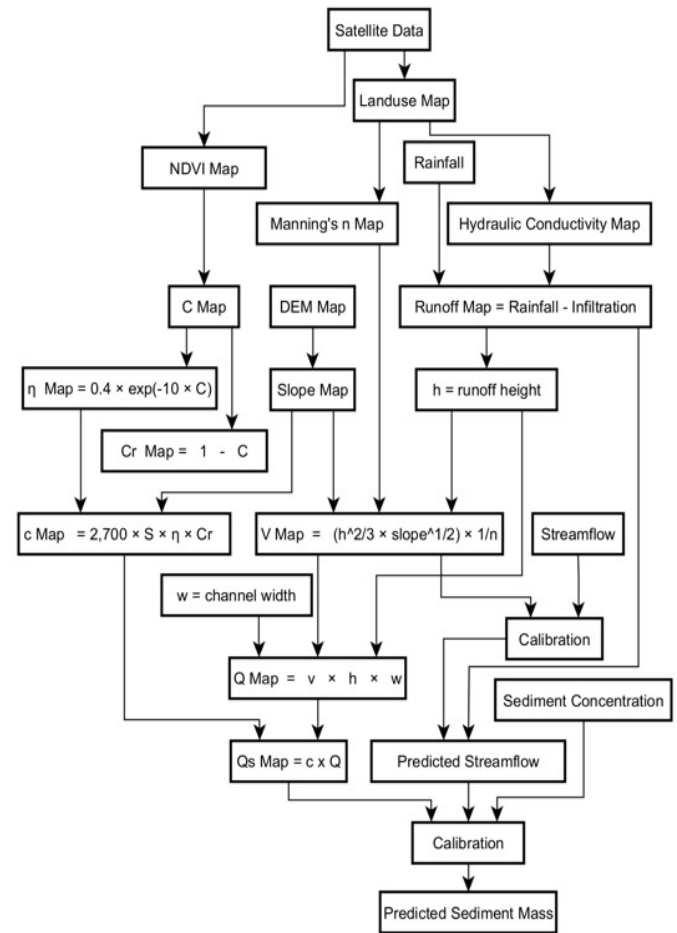 Satellite Data
Landuse Map
NDVI Map
Rainfall
Manning's n Map
Hydraulic Conductivity Map
C Map
DEM Map
Runoff Map = Rainfall - Infiltration
η Map = 0.4 × exp(-10 × C)
Slope Map
h = runoff height
Cr Map = 1 - C
c Map = 2,700 × S × η × Cr
V Map = (h^2/3 × slope^1/2) × 1/n
Streamflow
w = channel width
Calibration
Q Map = v × h × w
Sediment Concentration
Qs Map = c x Q
Predicted Streamflow
Calibration
Predicted Sediment Mass